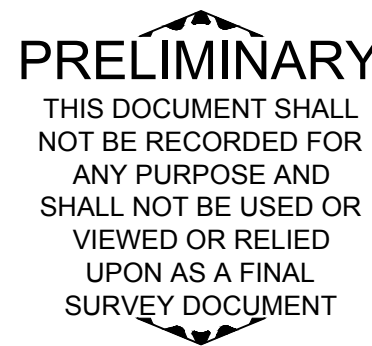 PRELIMINARY
THIS DOCUMENT SHALL
NOT BE RECORDED FOR
ANY PURPOSE AND
SHALL NOT BE USED OR
VIEWED OR RELIED
UPON AS A FINAL
SURVEY DOCUMENT